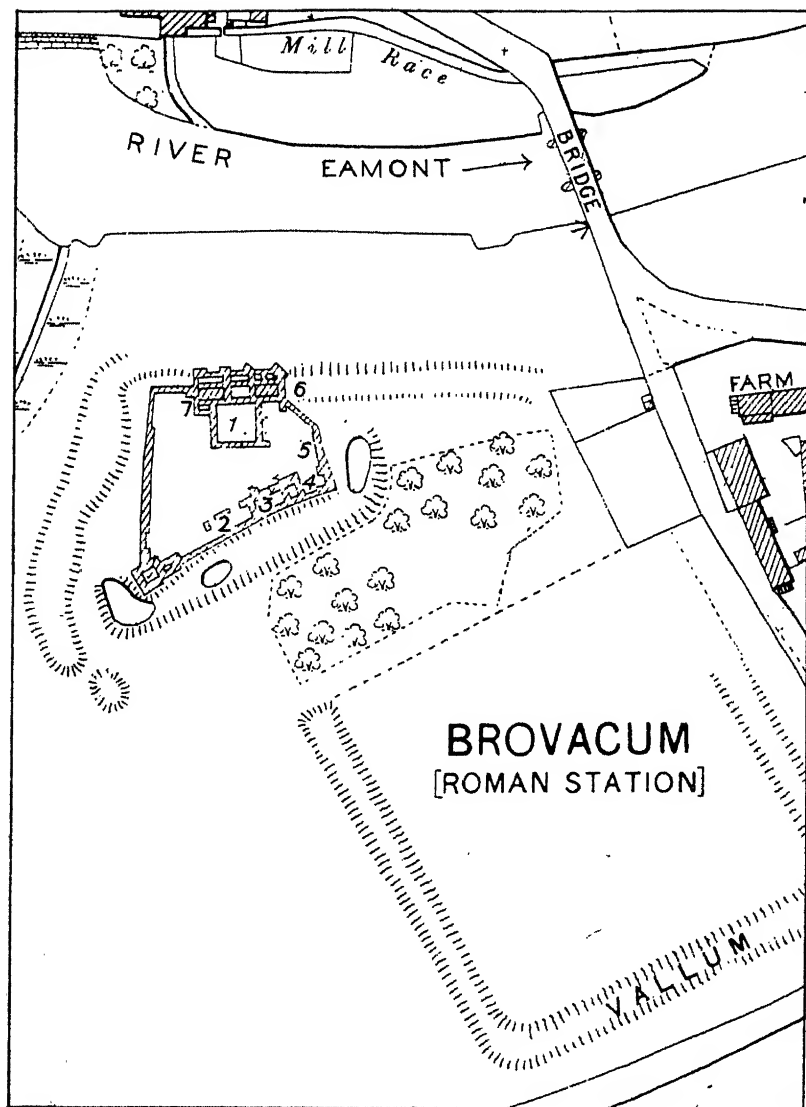 Mill Race
RIVER EAMONT
BRIDGE
FARM
6
7
1.
5
4
3
2
BROVACUM
[ROMAN STATION]
VALLUM